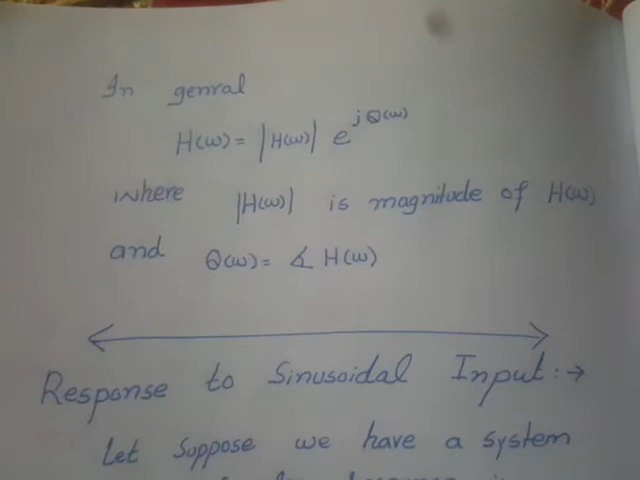 In genral
H(ω) = |H(ω)| e^{jθ(ω)}
where |H(ω)| is magnitude of H(ω)
and θ(ω) = ∡ H(ω)
Response to Sinusoidal Input :→
Let Suppose we have a system